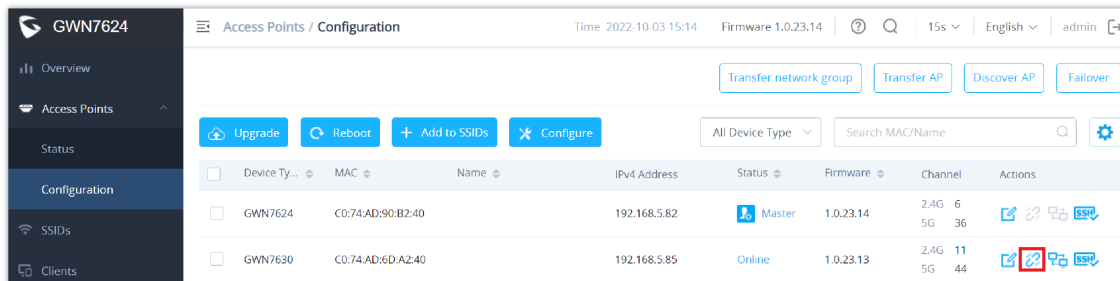 GWN7624
Access Points / Configuration
Time 2022-10-03 15:14
Firmware 1.0.23.14
15s
English
admin
Overview
Access Points
Status
Configuration
SSIDs
Clients
Transfer network group
Transfer AP
Discover AP
Failover
Upgrade
Reboot
Add to SSIDs
Configure
All Device Type
Search MAC/Name
Device Ty... MAC Name IPv4 Address Status Firmware Channel Actions
GWN7624 C0:74:AD:90:B2:40 192.168.5.82 Master 1.0.23.14 2.4G 6 SSH
5G 36
GWN7630 C0:74:AD:6D:A2:40 192.168.5.85 Online 1.0.23.13 2.4G 11 SSH
5G 44